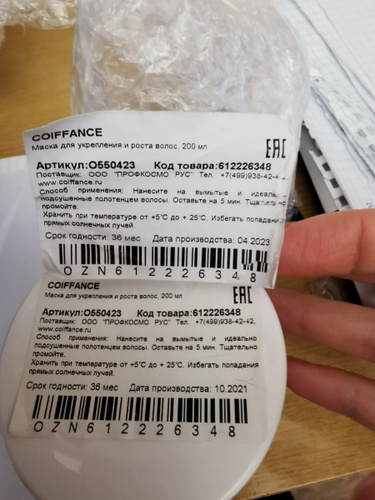 COIFFANCE
Маска для укрепления и роста волос, 200 мл
EAC
Артикул:O550423 Код товара:612226348
Поставщик: ООО "ПРОФКОСМО РУС" Тел. +7(499)938-42-4
www.coiffance.ru
Способ применения: Нанесите на вымытые и идеально
подсушенные полотенцем волосы. Оставьте на 5 мин. Тщательно
промойте.
Хранить при температуре от +5°C до + 25°C. Избегать попадания
прямых солнечных лучей.
Срок годности: 36 мес Дата производства: 04.2023
OZN612226348
COIFFANCE
Маска для укрепления и роста волос, 200 мл
EAC
Артикул:O550423 Код товара:612226348
Поставщик: ООО "ПРОФКОСМО РУС" Тел. +7(499)938-42-42,
www.coiffance.ru
Способ применения: Нанесите на вымытые и идеально
подсушенные полотенцем волосы. Оставьте на 5 мин. Тщательно
промойте.
Хранить при температуре от +5°C до + 25°C. Избегать попадания
прямых солнечных лучей.
Срок годности: 36 мес Дата производства: 10.2021
OZN612226348